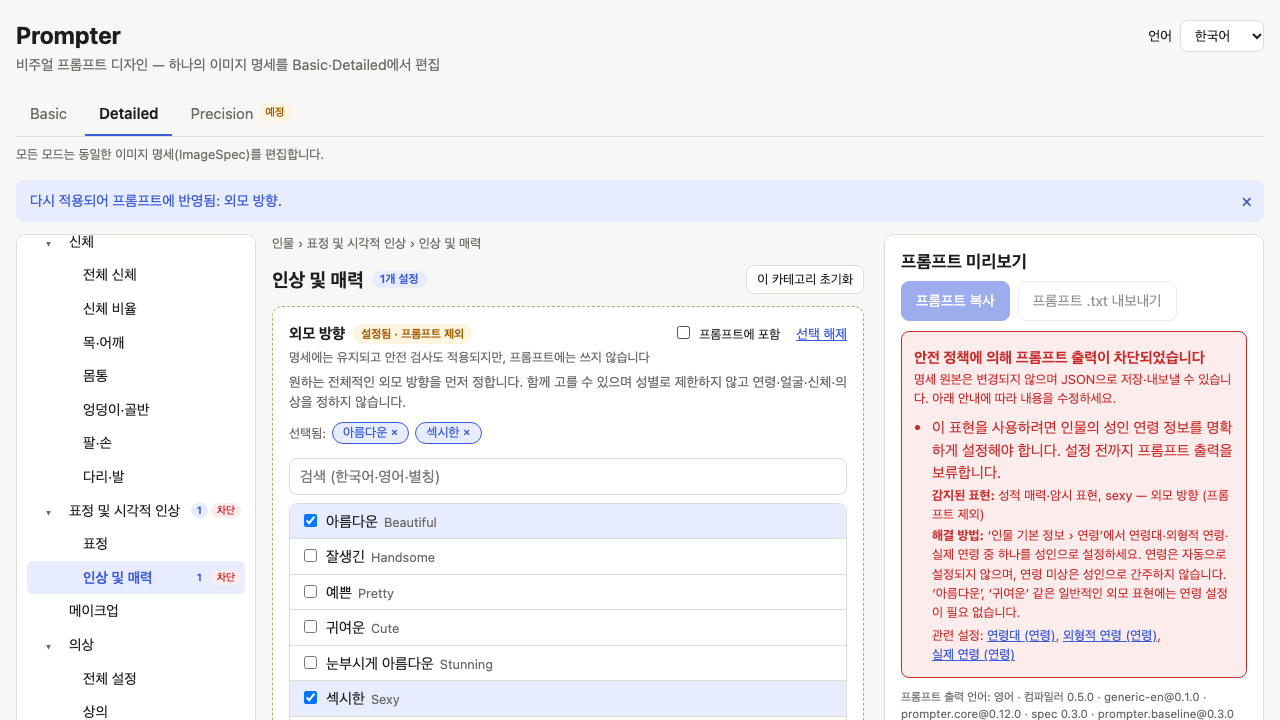 Prompter
언어
한국어
비주얼 프롬프트 디자인 — 하나의 이미지 명세를 Basic·Detailed에서 편집
Basic
Detailed
Precision 예정
모든 모드는 동일한 이미지 명세(ImageSpec)를 편집합니다.
다시 적용되어 프롬프트에 반영됨: 외모 방향.
×
▾ 신체
전체 신체
신체 비율
목·어깨
몸통
엉덩이·골반
팔·손
다리·발
▾ 표정 및 시각적 인상 1 차단
표정
인상 및 매력 1 차단
메이크업
▾ 의상
전체 설정
상의
인물 › 표정 및 시각적 인상 › 인상 및 매력
인상 및 매력 1개 설정
이 카테고리 초기화
외모 방향 설정됨 · 프롬프트 제외
프롬프트에 포함
선택 해제
명세에는 유지되고 안전 검사도 적용되지만, 프롬프트에는 쓰지 않습니다
원하는 전체적인 외모 방향을 먼저 정합니다. 함께 고를 수 있으며 성별로 제한하지 않고 연령·얼굴·신체·의
상을 정하지 않습니다.
선택됨: 아름다운 × 섹시한 ×
검색 (한국어·영어·별칭)
아름다운 Beautiful
잘생긴 Handsome
예쁜 Pretty
귀여운 Cute
눈부시게 아름다운 Stunning
섹시한 Sexy
프롬프트 미리보기
프롬프트 복사
프롬프트 .txt 내보내기
안전 정책에 의해 프롬프트 출력이 차단되었습니다
명세 원본은 변경되지 않으며 JSON으로 저장·내보낼 수 있습니
다. 아래 안내에 따라 내용을 수정하세요.
• 이 표현을 사용하려면 인물의 성인 연령 정보를 명확
하게 설정해야 합니다. 설정 전까지 프롬프트 출력을
보류합니다.
감지된 표현: 성적 매력·암시 표현, sexy — 외모 방향 (프롬
프트 제외)
해결 방법: ‘인물 기본 정보 › 연령’에서 연령대·외형적 연령·
실제 연령 중 하나를 성인으로 설정하세요. 연령은 자동으로
설정되지 않으며, 연령 미상은 성인으로 간주하지 않습니다.
‘아름다운’, ‘귀여운’ 같은 일반적인 외모 표현에는 연령 설정
이 필요 없습니다.
관련 설정: 연령대 (연령), 외형적 연령 (연령),
실제 연령 (연령)
프롬프트 출력 언어: 영어 · 컴파일러 0.5.0 · generic-en@0.1.0 ·
prompter.core@0.12.0 · spec 0.3.0 · prompter.baseline@0.3.0